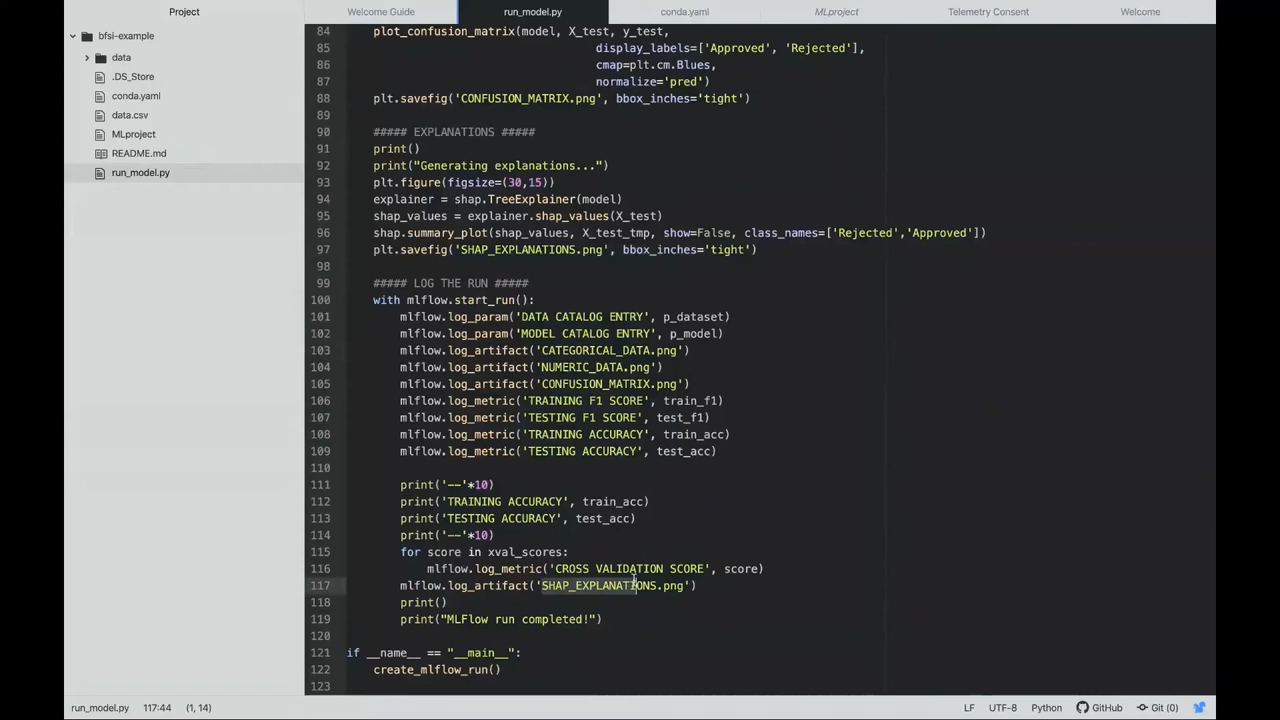 Project
Welcome Guide
run_model.py
conda.yaml
MLproject
Telemetry Consent
Welcome
bfsi-example
data
.DS_Store
conda.yaml
data.csv
MLproject
README.md
run_model.py
84 plot_confusion_matrix(model, X_test, y_test,
85 display_labels=['Approved', 'Rejected'],
86 cmap=plt.cm.Blues,
87 normalize='pred')
88 plt.savefig('CONFUSION_MATRIX.png', bbox_inches='tight')
89
90 ##### EXPLANATIONS #####
91 print()
92 print("Generating explanations...")
93 plt.figure(figsize=(30,15))
94 explainer = shap.TreeExplainer(model)
95 shap_values = explainer.shap_values(X_test)
96 shap.summary_plot(shap_values, X_test_tmp, show=False, class_names=['Rejected','Approved'])
97 plt.savefig('SHAP_EXPLANATIONS.png', bbox_inches='tight')
98
99 ##### LOG THE RUN #####
100 with mlflow.start_run():
101 mlflow.log_param('DATA CATALOG ENTRY', p_dataset)
102 mlflow.log_param('MODEL CATALOG ENTRY', p_model)
103 mlflow.log_artifact('CATEGORICAL_DATA.png')
104 mlflow.log_artifact('NUMERIC_DATA.png')
105 mlflow.log_artifact('CONFUSION_MATRIX.png')
106 mlflow.log_metric('TRAINING F1 SCORE', train_f1)
107 mlflow.log_metric('TESTING F1 SCORE', test_f1)
108 mlflow.log_metric('TRAINING ACCURACY', train_acc)
109 mlflow.log_metric('TESTING ACCURACY', test_acc)
110
111 print('--'*10)
112 print('TRAINING ACCURACY', train_acc)
113 print('TESTING ACCURACY', test_acc)
114 print('--'*10)
115 for score in xval_scores:
116 mlflow.log_metric('CROSS VALIDATION SCORE', score)
117 mlflow.log_artifact('SHAP_EXPLANATIONS.png')
118 print()
119 print("MLFlow run completed!")
120
121 if __name__ == "__main__":
122 create_mlflow_run()
123
run_model.py 117:44 (1, 14)
LF UTF-8 Python GitHub Git (0)